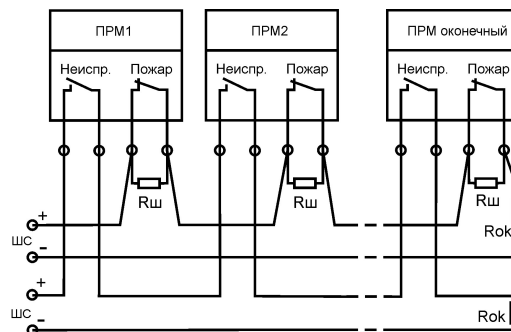 ПРМ1 ПРМ2 ПРМ оконечный
Неиспр. Пожар Неиспр. Пожар Неиспр. Пожар
Rш Rш Rш
+
ШС
-
Rok
+
ШС
-
Rok